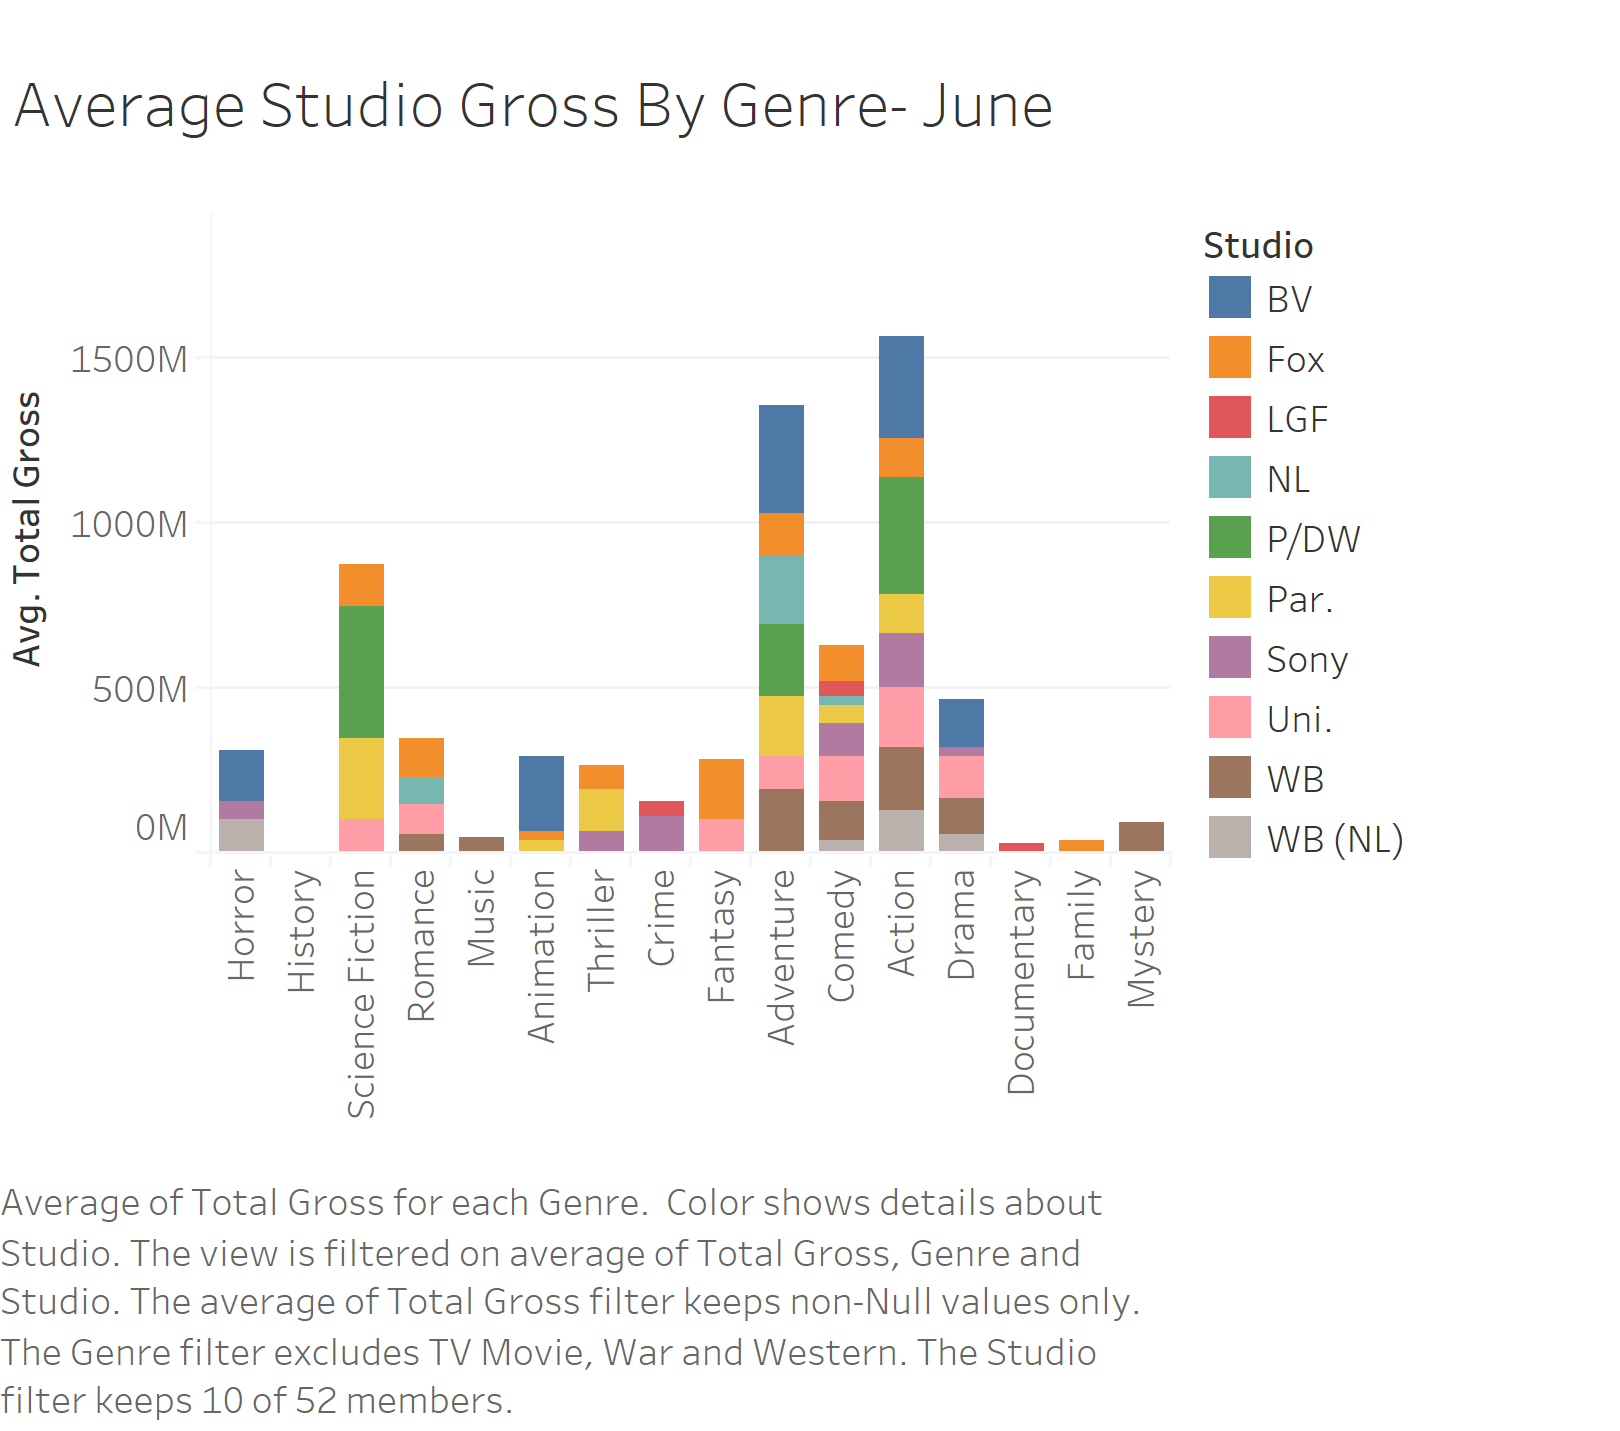 Average Studio Gross By Genre- June
Avg. Total Gross
1500M
1000M
500M
0M
Horror
History
Science Fiction
Romance
Music
Animation
Thriller
Crime
Fantasy
Adventure
Comedy
Action
Drama
Documentary
Family
Mystery
Studio
BV
Fox
LGF
NL
P/DW
Par.
Sony
Uni.
WB
WB (NL)
Average of Total Gross for each Genre.  Color shows details about
Studio. The view is filtered on average of Total Gross, Genre and
Studio. The average of Total Gross filter keeps non-Null values only.
The Genre filter excludes TV Movie, War and Western. The Studio
filter keeps 10 of 52 members.